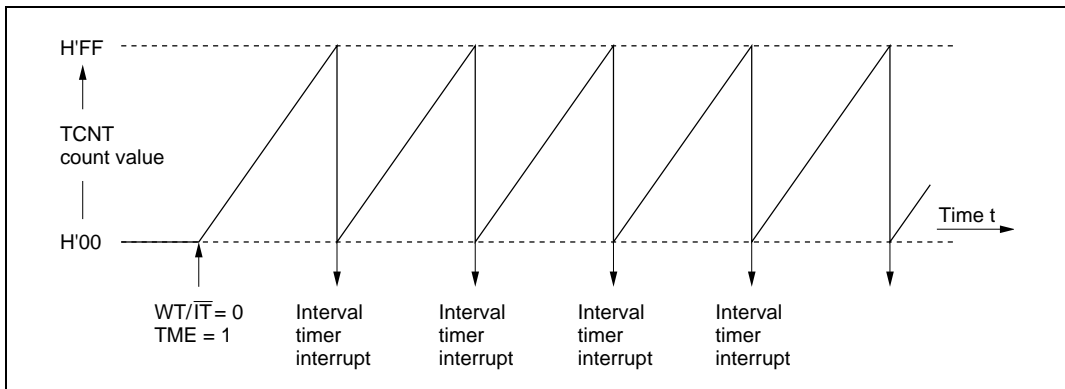 H'FF
TCNT
count value
H'00
Time t
WT/I̅T̅ = 0
TME = 1
Interval
timer
interrupt
Interval
timer
interrupt
Interval
timer
interrupt
Interval
timer
interrupt